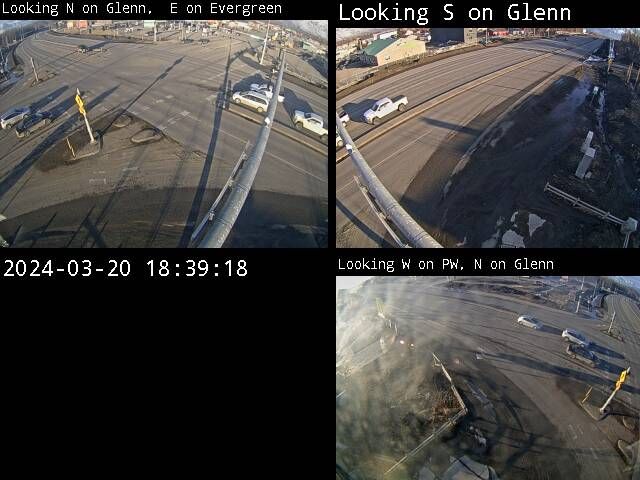 Looking N on Glenn, E on Evergreen
Looking S on Glenn
2024-03-20 18:39:18
Looking W on PW, N on Glenn